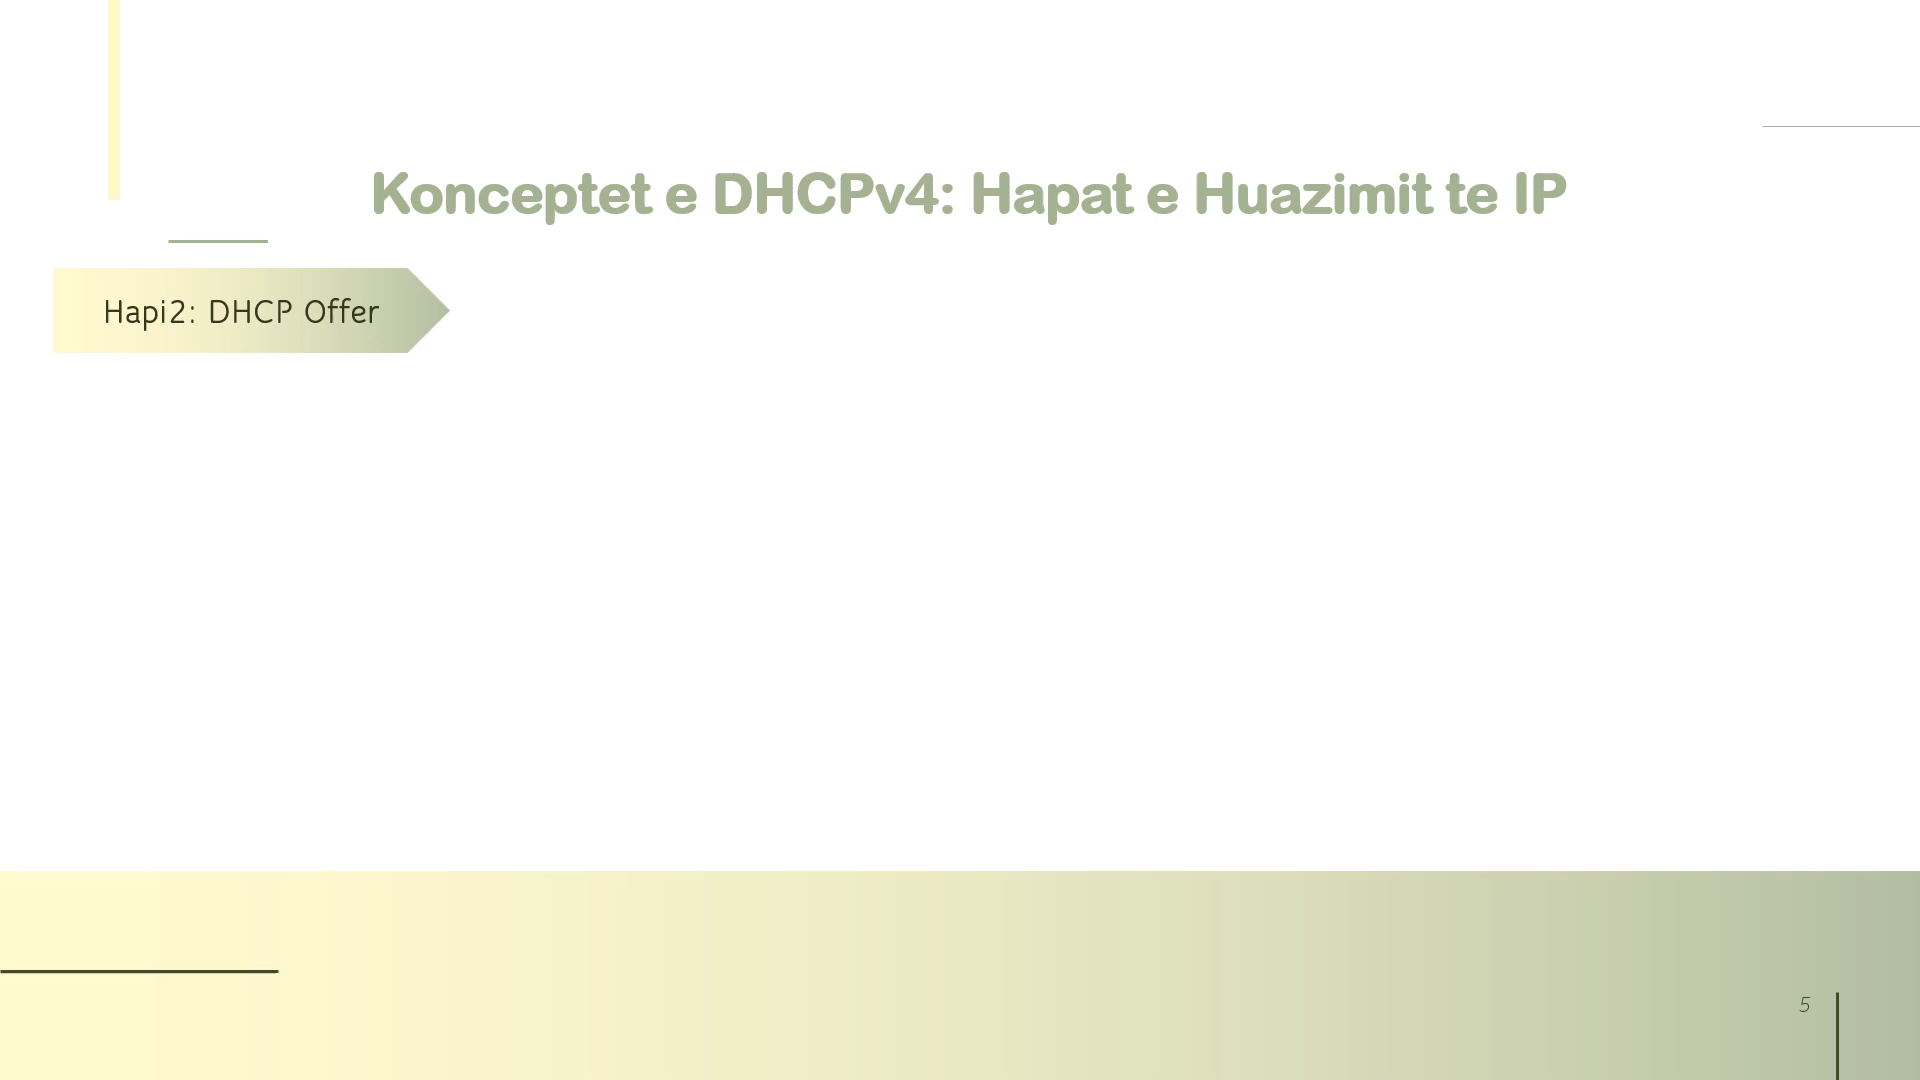 Konceptet e DHCPv4: Hapat e Huazimit te IP
Hapi2: DHCP Offer
5